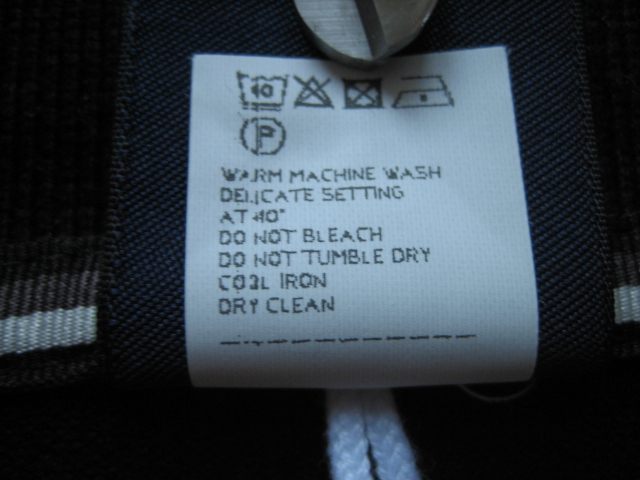 40
P
WARM MACHINE WASH
DELICATE SETTING
AT 40°
DO NOT BLEACH
DO NOT TUMBLE DRY
COOL IRON
DRY CLEAN